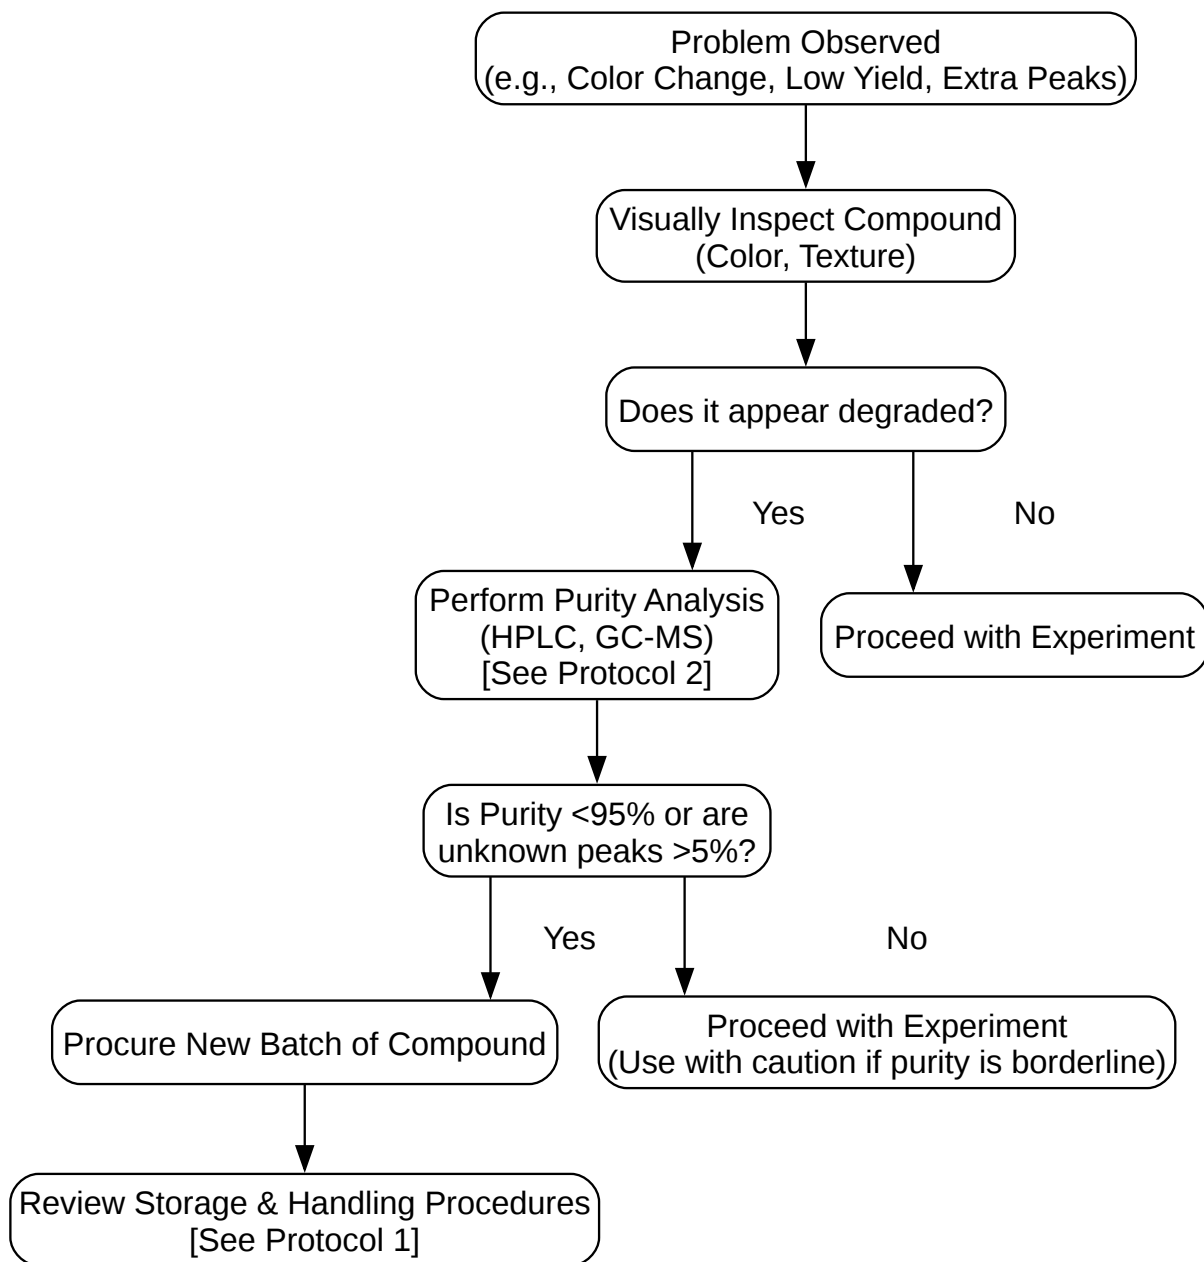 Problem Observed
(e.g., Color Change, Low Yield, Extra Peaks)
Visually Inspect Compound
(Color, Texture)
Does it appear degraded?
Yes
No
Perform Purity Analysis
(HPLC, GC-MS)
[See Protocol 2]
Proceed with Experiment
Is Purity <95% or are
unknown peaks >5%?
Yes
No
Procure New Batch of Compound
Proceed with Experiment
(Use with caution if purity is borderline)
Review Storage & Handling Procedures
[See Protocol 1]